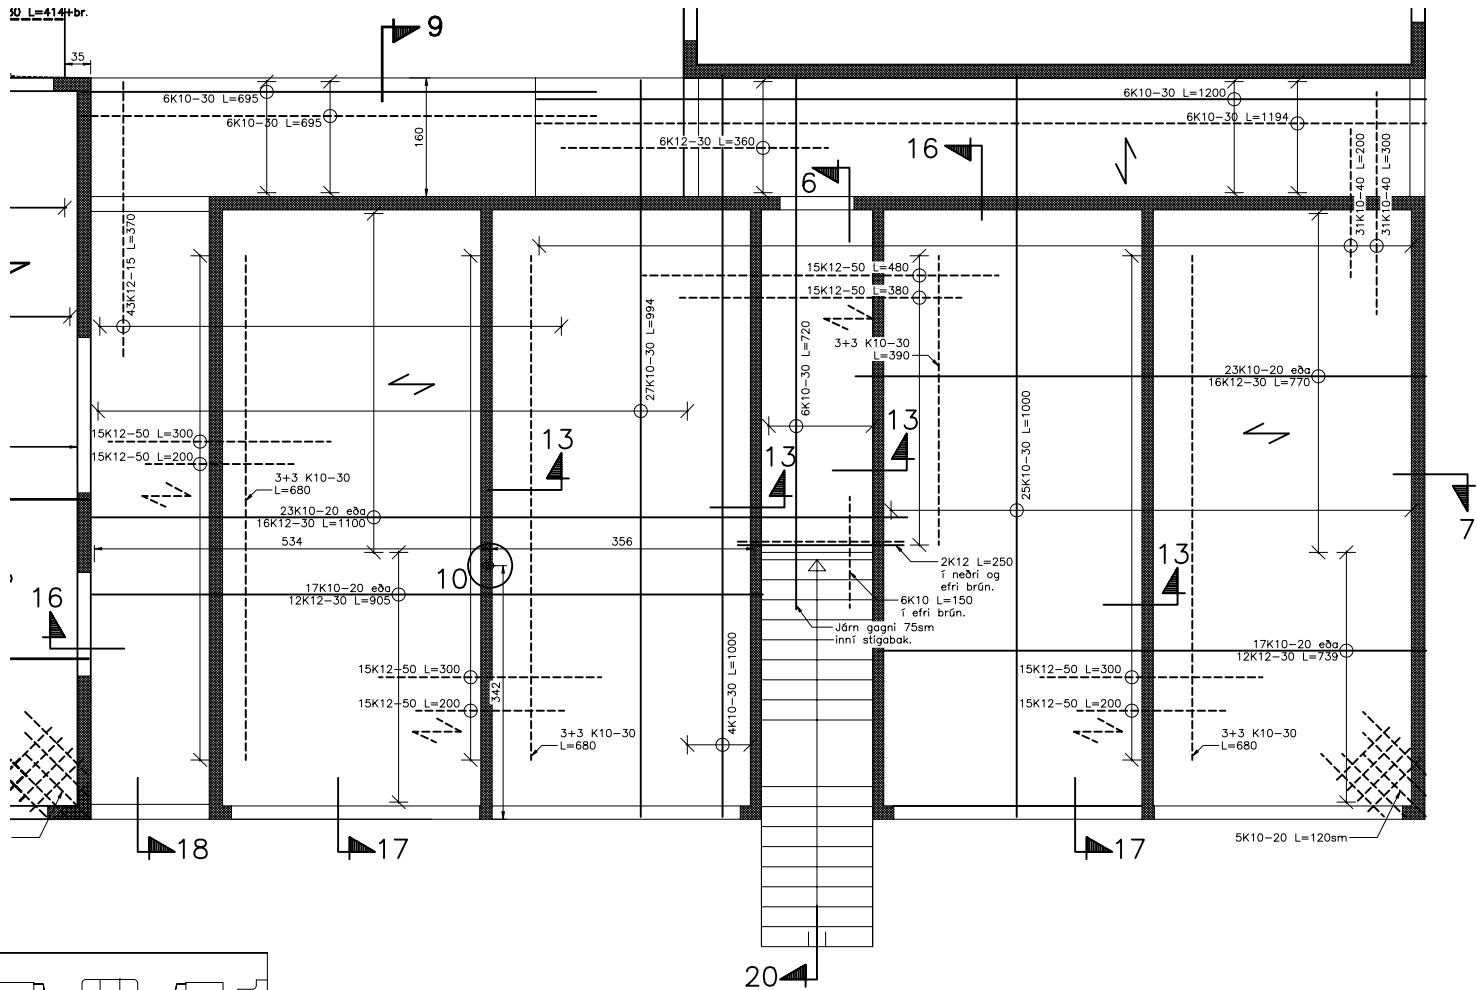 30 L=414+br.
35
9
6K10-30 L=695
6K10-30 L=695
160
6K12-30 L=360
6
16
6K10-30 L=1200
6K10-30 L=1194
31K10-40 L=200
31K10-40 L=300
43K12-15 L=370
15K12-50 L=480
15K12-50 L=380
3+3 K10-30
L=390
27K10-30 L=994
6K10-30 L=720
23K10-20 eða
16K12-30 L=770
15K12-50 L=300
15K12-50 L=200
3+3 K10-30
L=680
13
13
13
25K10-30 L=1000
7
23K10-20 eða
16K12-30 L=1100
534
356
10
2K12 L=250
í neðri og
efri brún.
13
16
17K10-20 eða
12K12-30 L=905
6K10 L=150
í efri brún.
Járn gagni 75sm
inní stigabak.
17K10-20 eða
12K12-30 L=739
15K12-50 L=300
15K12-50 L=200
342
4K10-30 L=1000
15K12-50 L=300
15K12-50 L=200
3+3 K10-30
L=680
3+3 K10-30
L=680
18
17
17
5K10-20 L=120sm
20